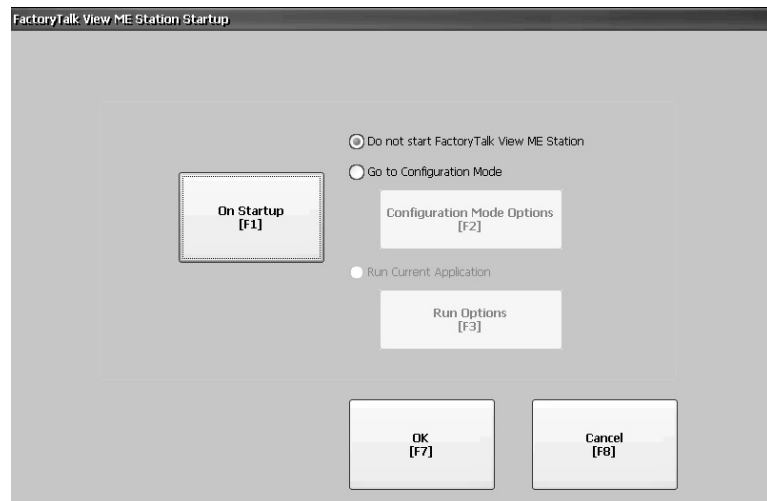 FactoryTalk View ME Station Startup
Do not start FactoryTalk View ME Station
Go to Configuration Mode
On Startup
[F1]
Configuration Mode Options
[F2]
Run Current Application
Run Options
[F3]
OK
[F7]
Cancel
[F8]